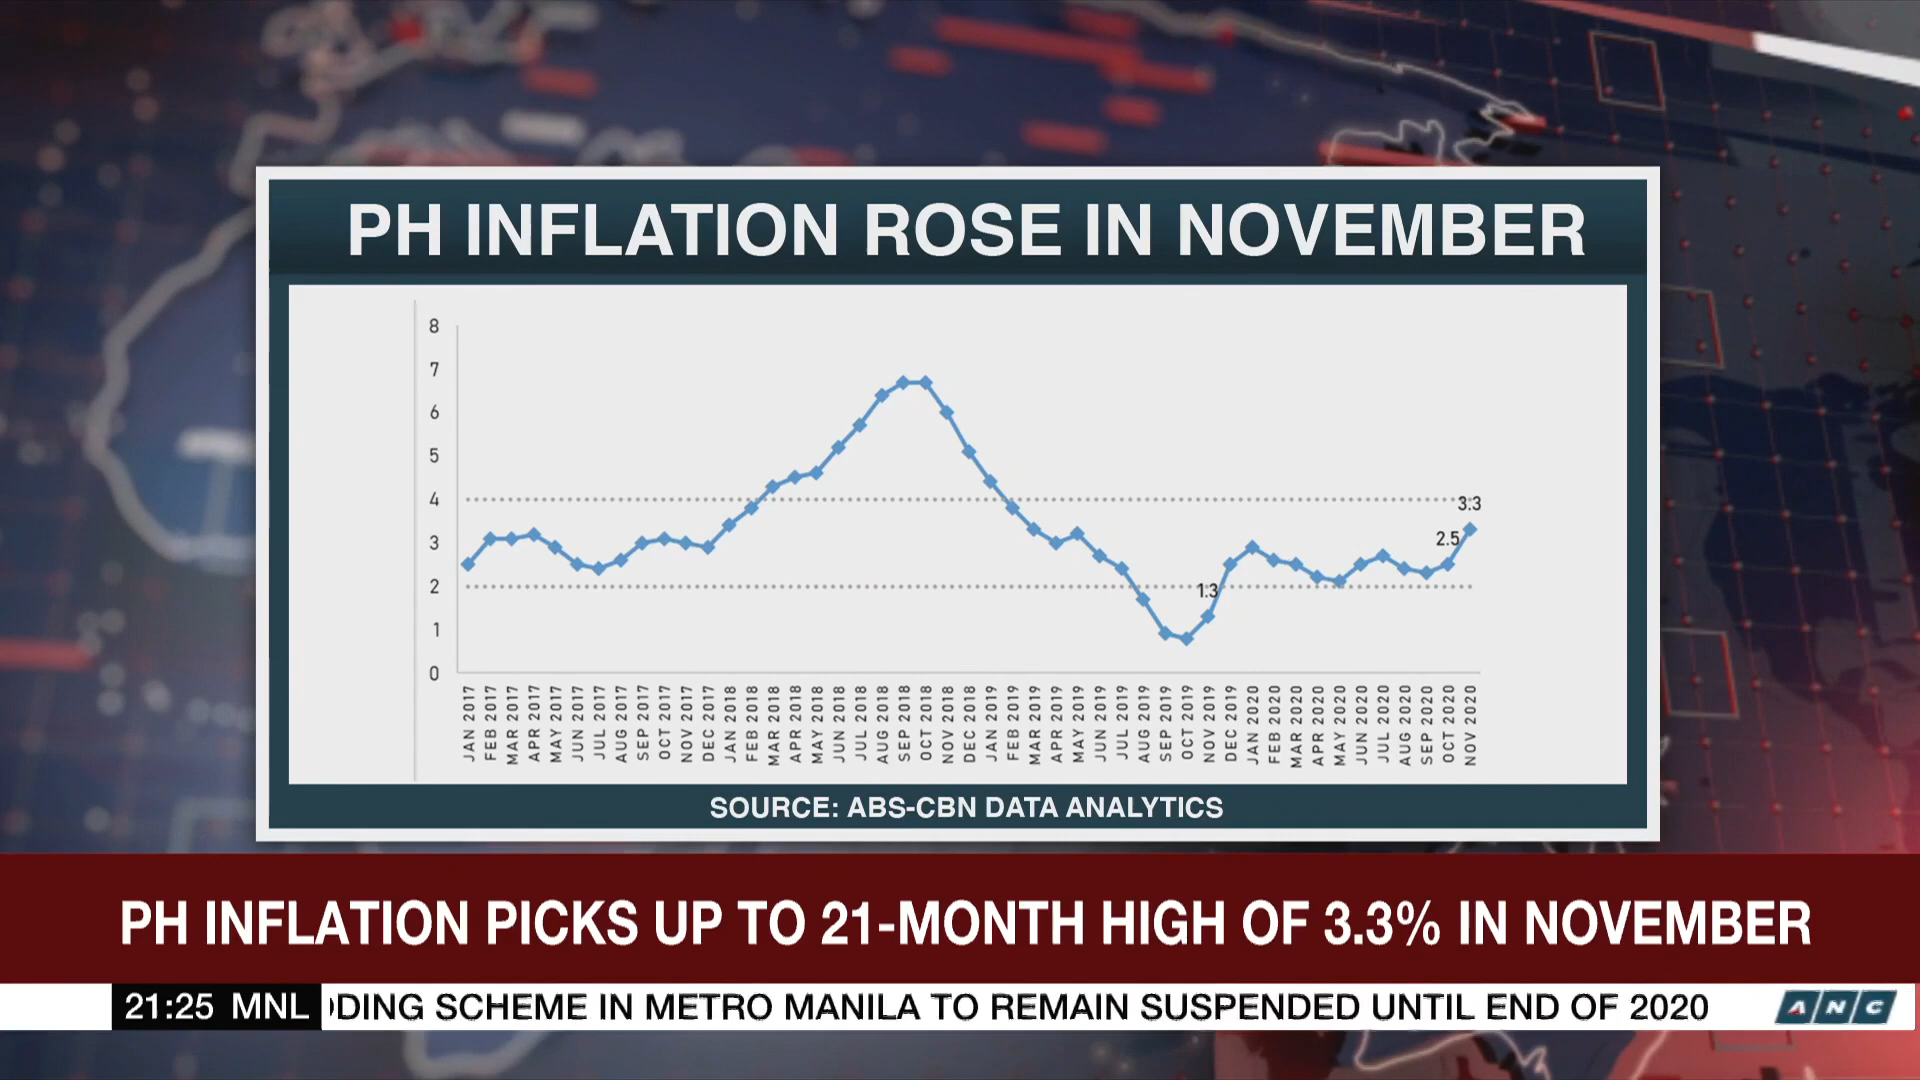 PH INFLATION ROSE IN NOVEMBER
8
7
6
5
4
3
2
1
0
3.3
2.5
1.3
JAN 2017
FEB 2017
MAR 2017
APR 2017
MAY 2017
JUN 2017
JUL 2017
AUG 2017
SEP 2017
OCT 2017
NOV 2017
DEC 2017
JAN 2018
FEB 2018
MAR 2018
APR 2018
MAY 2018
JUN 2018
JUL 2018
AUG 2018
SEP 2018
OCT 2018
NOV 2018
DEC 2018
JAN 2019
FEB 2019
MAR 2019
APR 2019
MAY 2019
JUN 2019
JUL 2019
AUG 2019
SEP 2019
OCT 2019
NOV 2019
DEC 2019
JAN 2020
FEB 2020
MAR 2020
APR 2020
MAY 2020
JUN 2020
JUL 2020
AUG 2020
SEP 2020
OCT 2020
NOV 2020
SOURCE: ABS-CBN DATA ANALYTICS
PH INFLATION PICKS UP TO 21-MONTH HIGH OF 3.3% IN NOVEMBER
21:25 MNL DING SCHEME IN METRO MANILA TO REMAIN SUSPENDED UNTIL END OF 2020 ANC